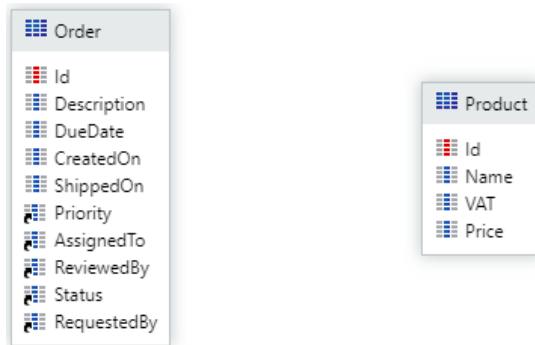 Order
Id
Description
DueDate
CreatedOn
ShippedOn
Priority
AssignedTo
ReviewedBy
Status
RequestedBy
Product
Id
Name
VAT
Price